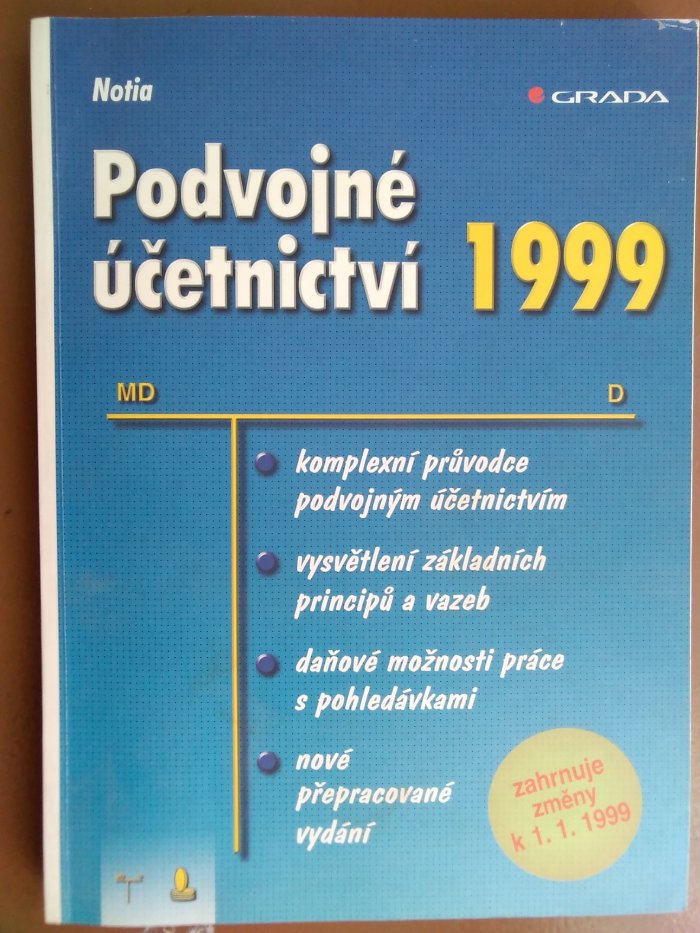 Notia
GRADA
Podvojné
účetnictví 1999
MD D
komplexní průvodce
podvojným účetnictvím
vysvětlení základních
principů a vazeb
daňové možnosti práce
s pohledávkami
nové
přepracované
vydání
zahrnuje
změny
k 1. 1. 1999